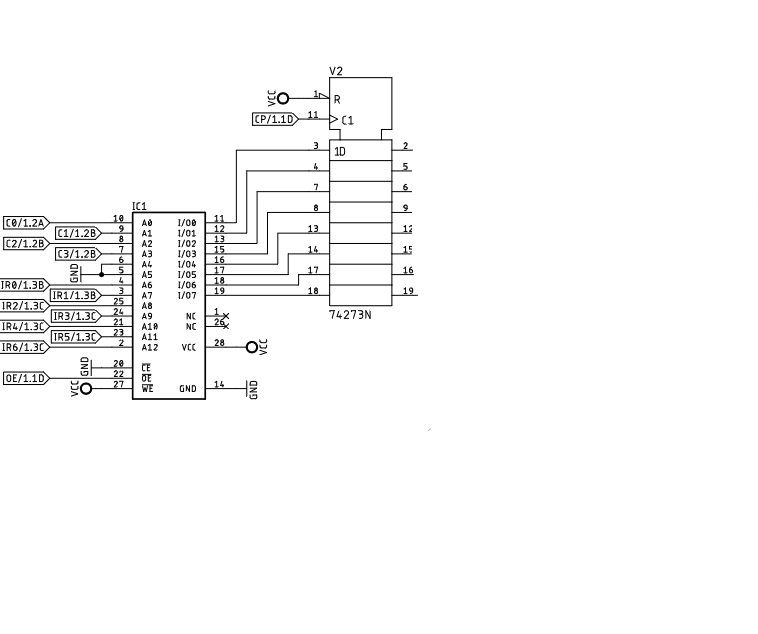 V2
VCC
1
R
CP/1.1D
11
C1
3
1D
2
4
5
7
6
8
9
13
12
14
15
17
16
18
19
74273N
IC1
C0/1.2A
10
A0
I/O0
11
C1/1.2B
9
A1
I/O1
12
C2/1.2B
8
A2
I/O2
13
C3/1.2B
7
A3
I/O3
15
6
A4
I/O4
16
GND
5
A5
I/O5
17
IR0/1.3B
4
A6
I/O6
18
IR1/1.3B
3
A7
I/O7
19
IR2/1.3C
25
A8
IR3/1.3C
24
A9
NC
1
IR4/1.3C
21
A10
NC
26
IR5/1.3C
23
A11
IR6/1.3C
2
A12
VCC
28
VCC
GND
20
CE
OE/1.1D
22
OE
VCC
27
WE
GND
14
GND